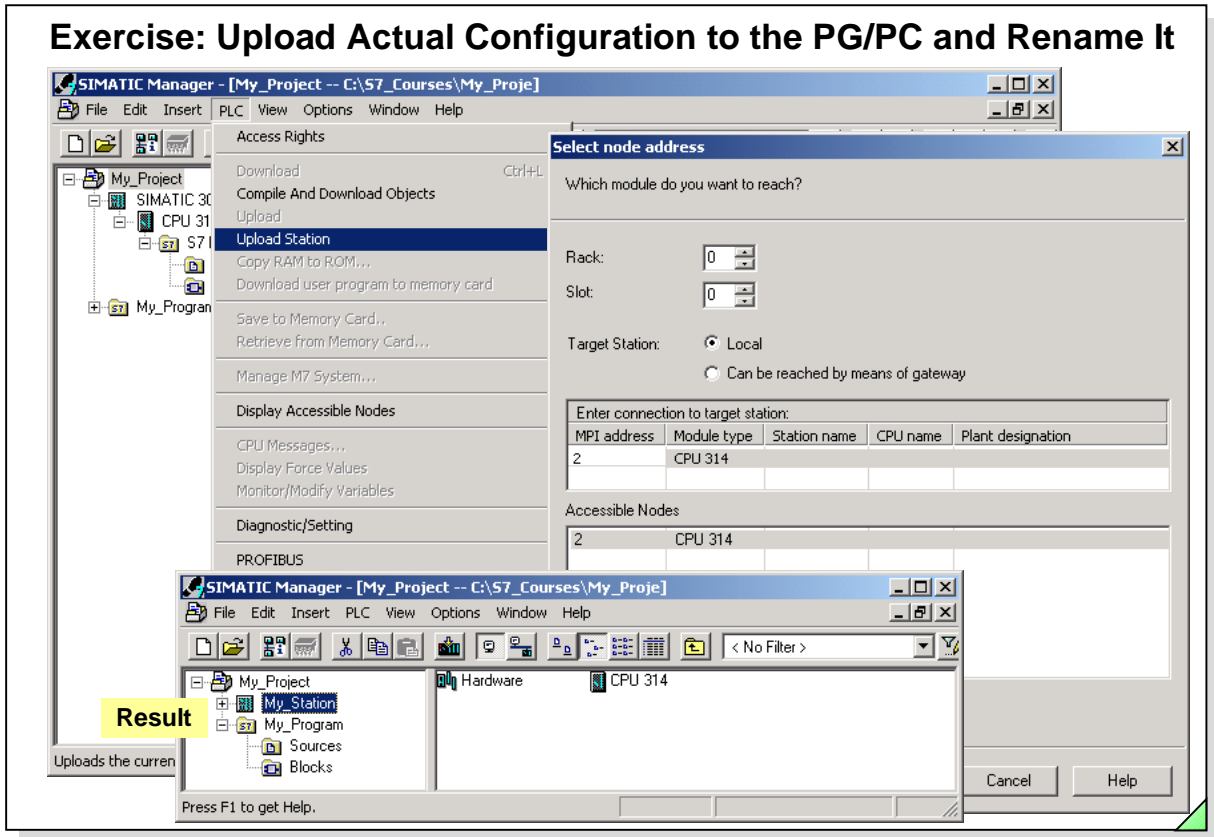 Exercise: Upload Actual Configuration to the PG/PC and Rename It
SIMATIC Manager - [My_Project -- C:\S7_Courses\My_Proje]
File Edit Insert PLC View Options Window Help
My_Project
SIMATIC 30
CPU 31
S7
My_Program
Access Rights
Download Ctrl+L
Compile And Download Objects
Upload
Upload Station
Copy RAM to ROM...
Download user program to memory card
Save to Memory Card..
Retrieve from Memory Card...
Manage M7 System...
Display Accessible Nodes
CPU Messages...
Display Force Values
Monitor/Modify Variables
Diagnostic/Setting
PROFIBUS
Select node address
Which module do you want to reach?
Rack: 0
Slot: 0
Target Station: Local
Can be reached by means of gateway
Enter connection to target station:
MPI address Module type Station name CPU name Plant designation
2 CPU 314
Accessible Nodes
2 CPU 314
Cancel Help
Uploads the curren
SIMATIC Manager - [My_Project -- C:\S7_Courses\My_Proje]
File Edit Insert PLC View Options Window Help
< No Filter >
My_Project
My_Station
My_Program
Sources
Blocks
Hardware CPU 314
Result
Press F1 to get Help.